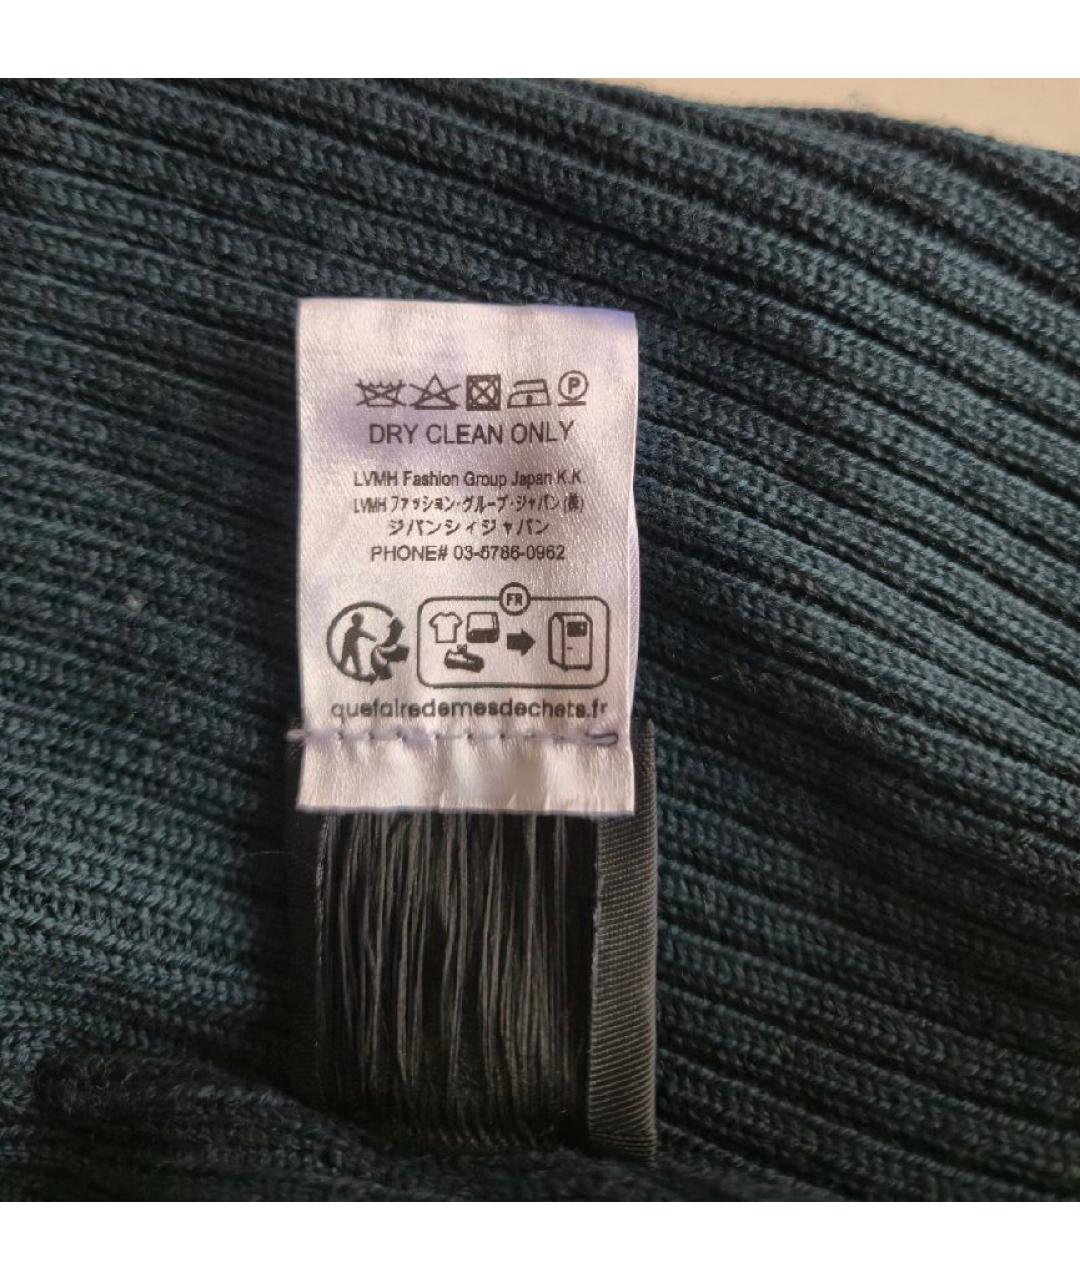 P
DRY CLEAN ONLY
LVMH Fashion Group Japan K.K.
LVMH ファッション・グループ・ジャパン (株)
ジバンシィジャパン
PHONE# 03-5786-0962
FR
quefairedemesdechets.fr